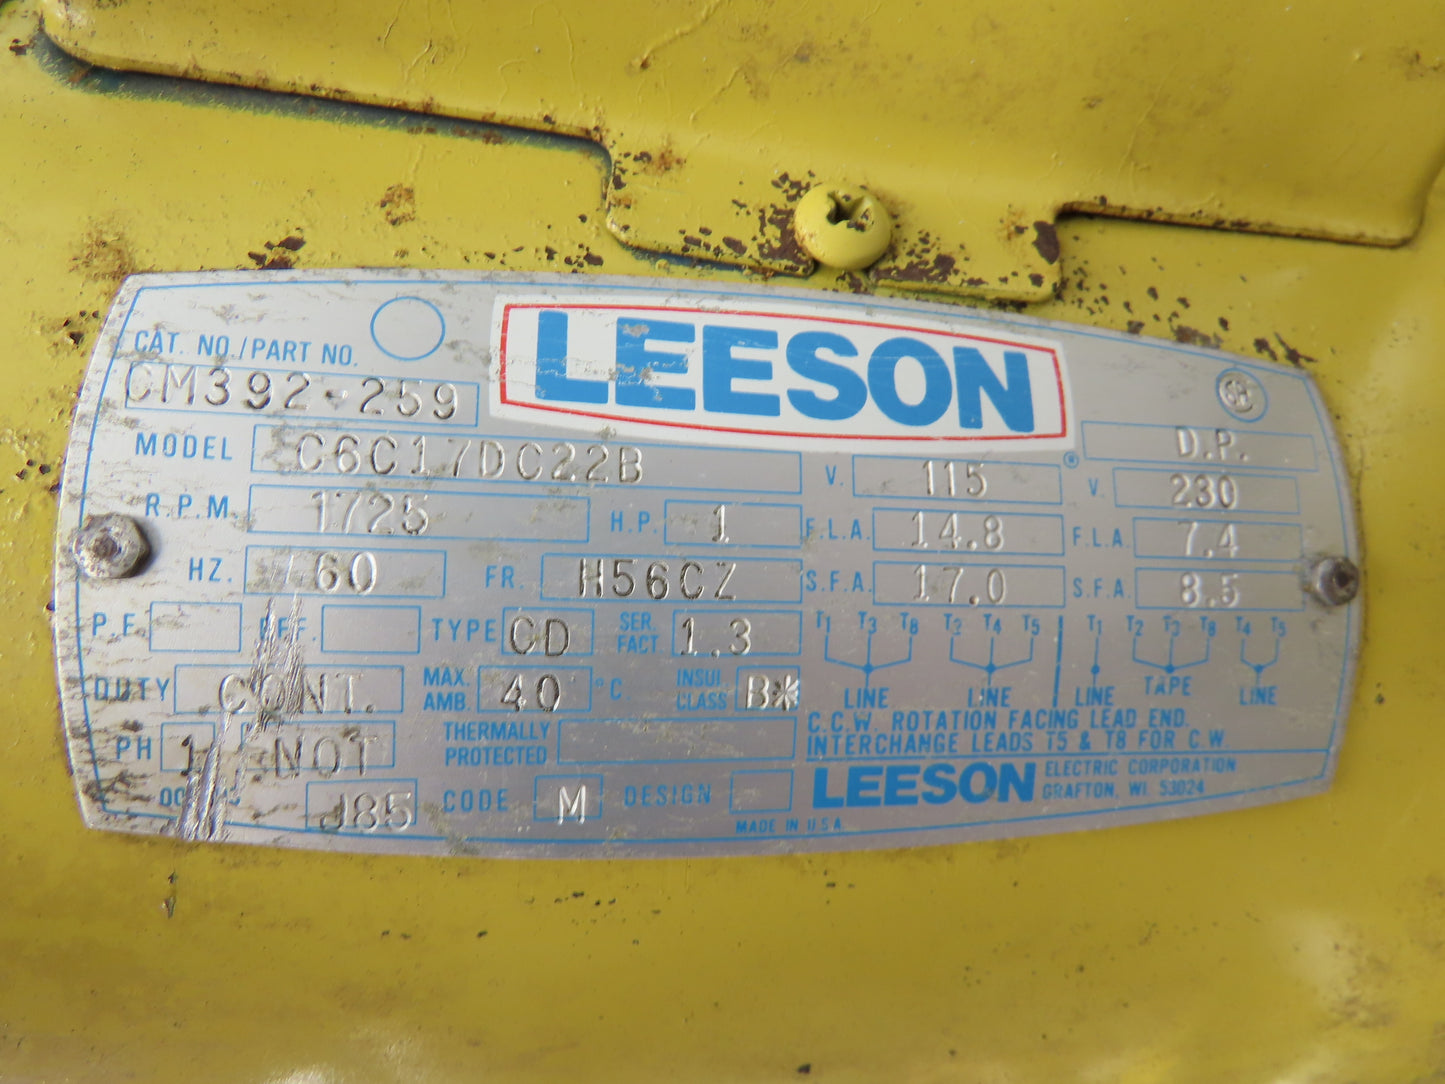 LEESON
CAT. NO./PART NO.
CM392-259
D.P.
MODEL C6C17DC22B V. 115 V. 230
R.P.M. 1725 H.P. 1 F.L.A. 14.8 F.L.A. 7.4
HZ. 60 FR. H56CZ S.F.A. 17.0 S.F.A. 8.5
P.F. EFF. TYPE CD SER. FACT 1.3
T1 T3 T8 T2 T4 T5 T1 T2 T3 T8 T4 T5
LINE LINE LINE TAPE LINE
DUTY CONT. MAX. AMB. 40 °C INSUL CLASS B*
C.C.W. ROTATION FACING LEAD END.
INTERCHANGE LEADS T5 & T8 FOR C.W.
PH 1 NOT THERMALLY PROTECTED
J85 CODE M DESIGN
LEESON ELECTRIC CORPORATION
GRAFTON, WI. 53024
MADE IN U.S.A.